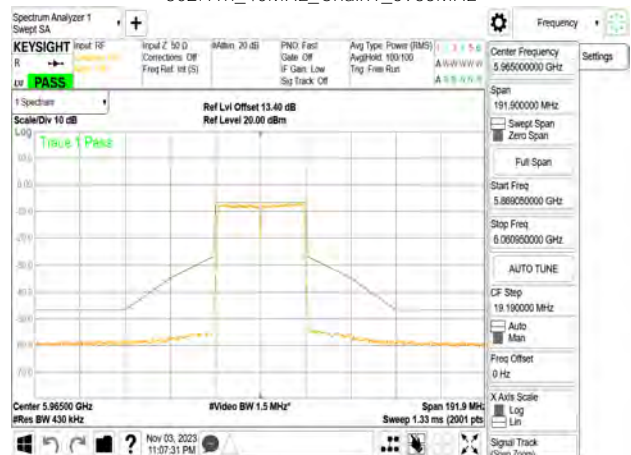 Spectrum Analyzer 1
Swept SA
+
Frequency
KEYSIGHT
Input: RF
R
PASS
Input Z: 50 Ω
Corrections: Off
Freq Ref: Int (S)
#Atten: 20 dB
PNO: Fast
Gate: Off
IF Gain: Low
Sig Track: Off
Avg Type: Power (RMS)
Avg|Hold: 100/100
Trig: Free Run
Center Frequency
5.965000000 GHz
Settings
Span
191.900000 MHz
Swept Span
Zero Span
Full Span
Start Freq
5.869050000 GHz
Stop Freq
6.060950000 GHz
AUTO TUNE
CF Step
19.190000 MHz
Auto
Man
Freq Offset
0 Hz
X Axis Scale
Log
Lin
Signal Track
(Span Zoom)
1 Spectrum
Scale/Div 10 dB
Ref Lvl Offset 13.40 dB
Ref Level 20.00 dBm
Log
Trace 1 Pass
Center 5.96500 GHz
#Res BW 430 kHz
#Video BW 1.5 MHz*
Span 191.9 MHz
Sweep 1.33 ms (2001 pts
?
Nov 03, 2023
11:07:31 PM